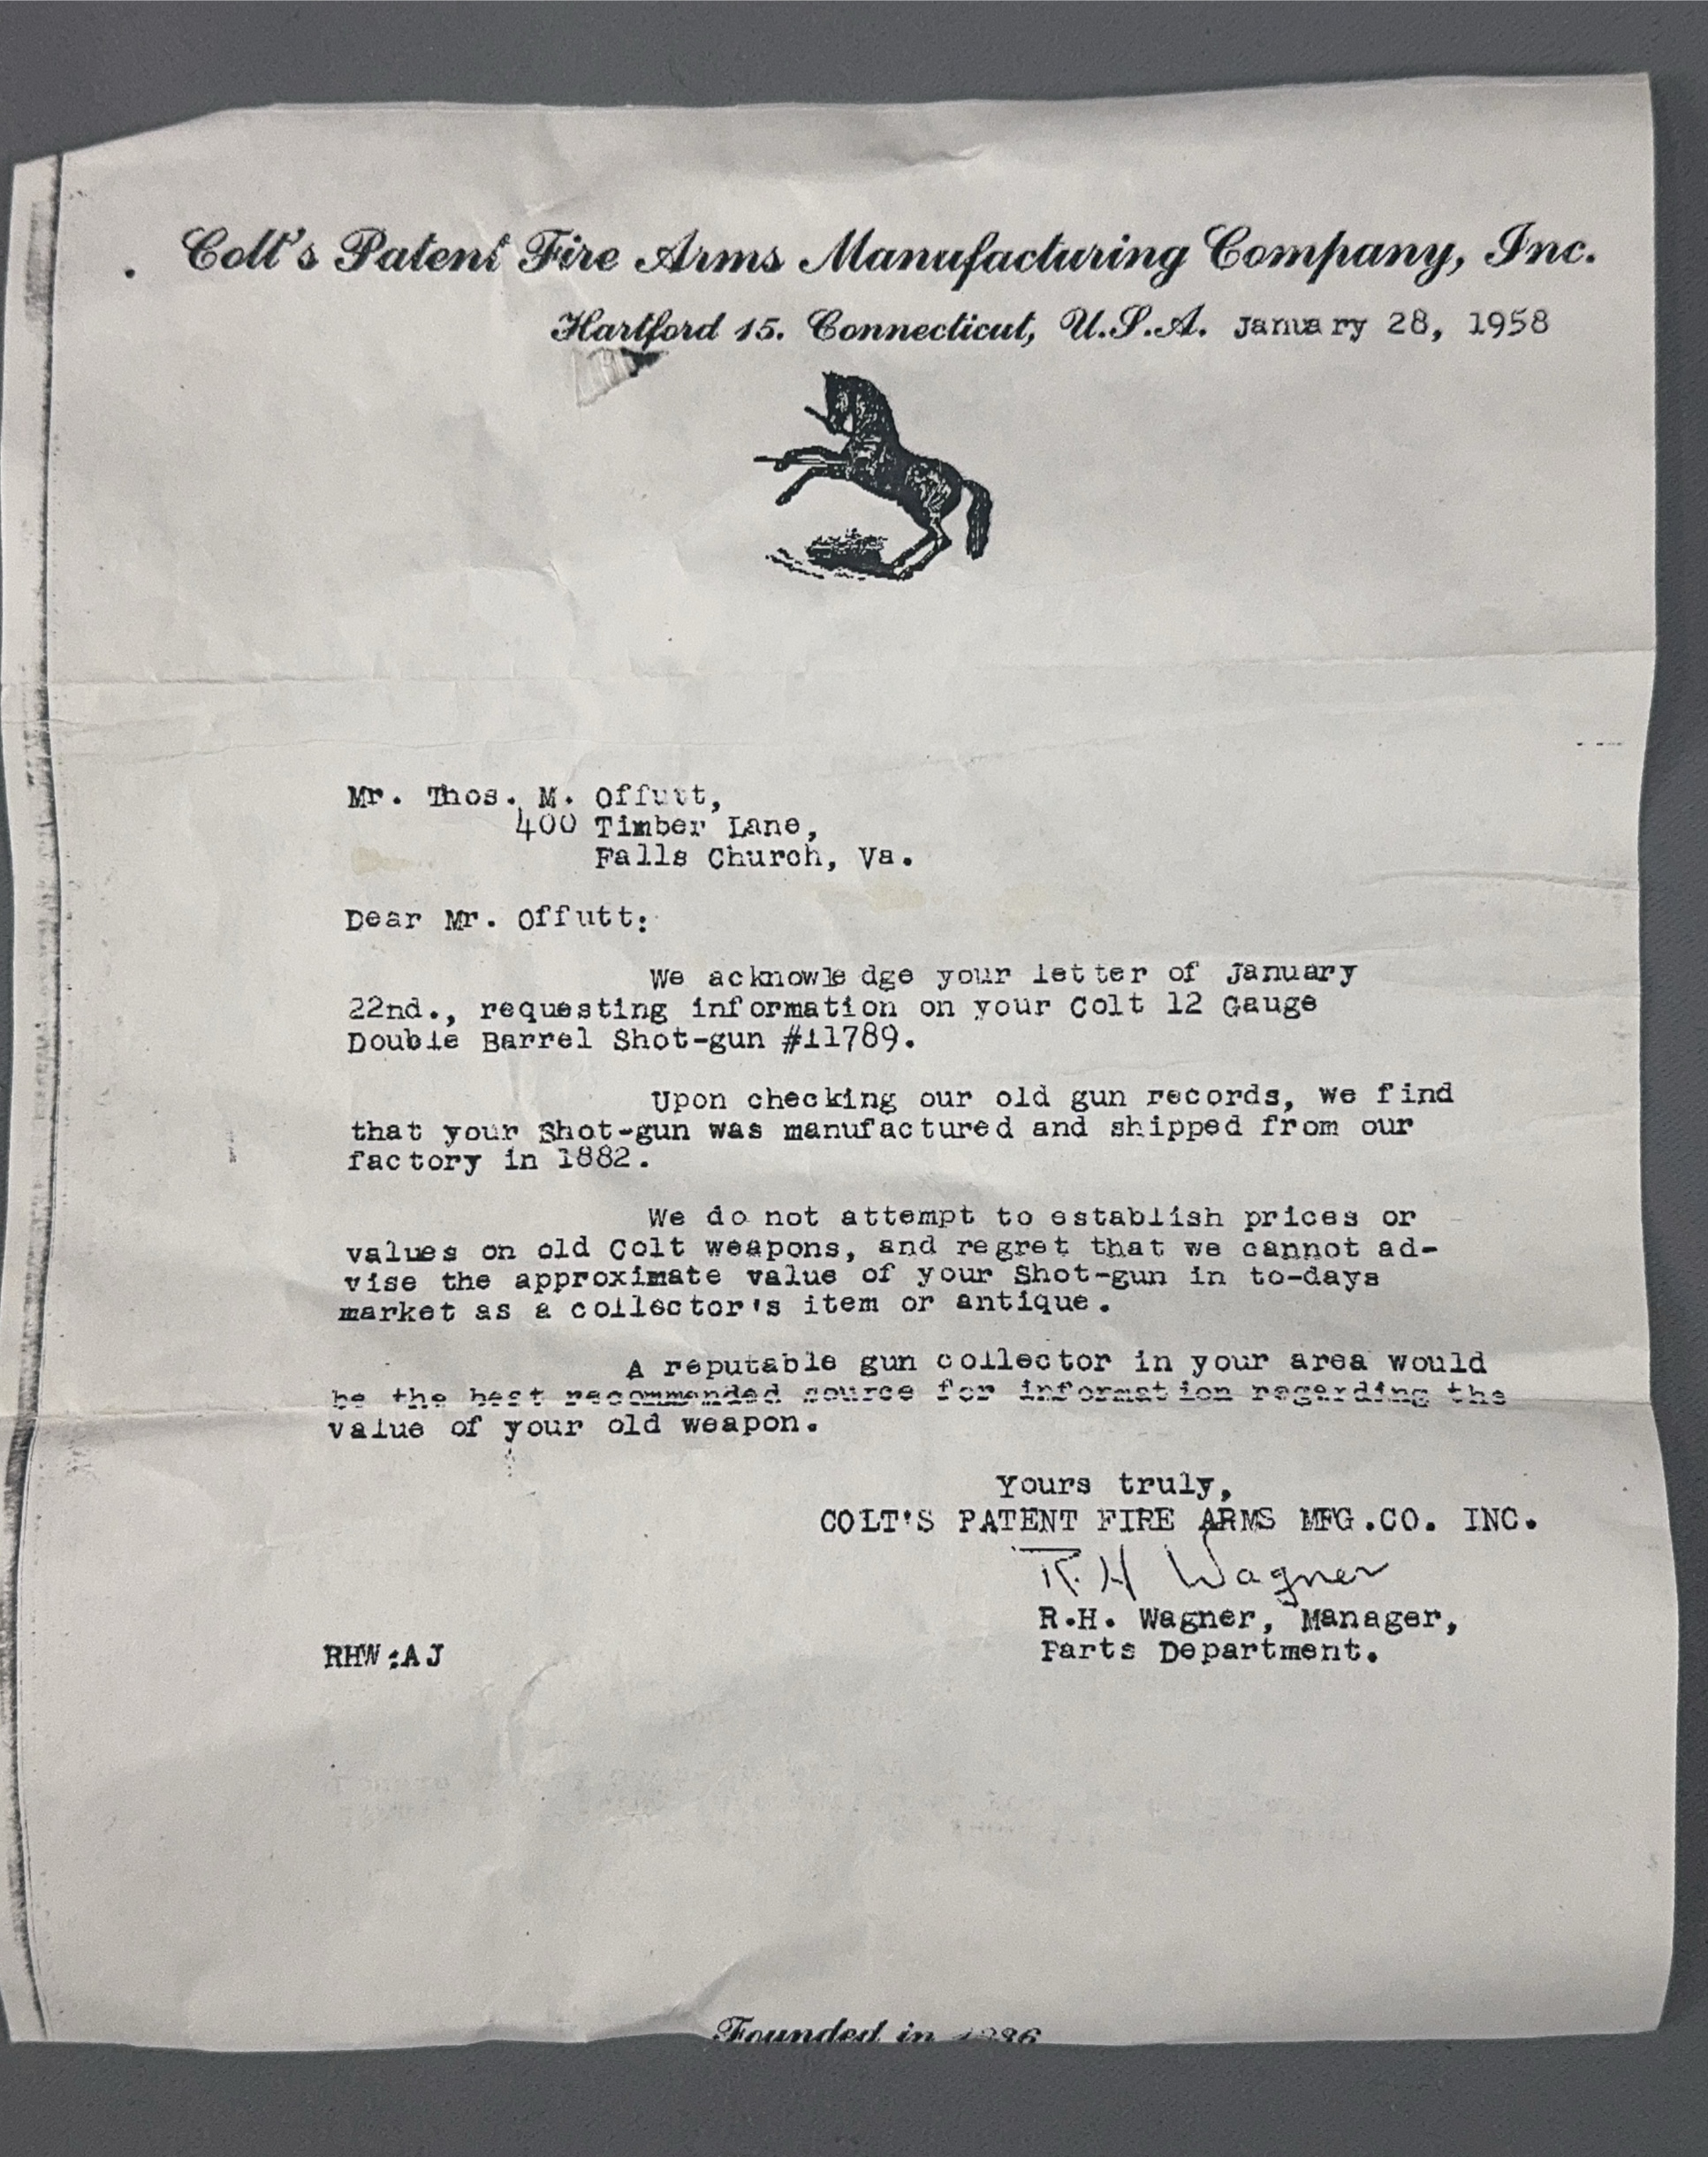 Colt's Patent Fire Arms Manufacturing Company, Inc.
Hartford 15. Connecticut, U.S.A. January 28, 1958
Mr. Thos. M. Offutt,
400 Timber Lane,
Falls Church, Va.
Dear Mr. Offutt:
We acknowledge your letter of January
22nd., requesting information on your Colt 12 Gauge
Double Barrel Shot-gun #11789.
Upon checking our old gun records, we find
that your Shot-gun was manufactured and shipped from our
factory in 1882.
We do not attempt to establish prices or
values on old Colt weapons, and regret that we cannot ad-
vise the approximate value of your Shot-gun in to-days
market as a collector's item or antique.
A reputable gun collector in your area would
be the best recommended source for information regarding the
value of your old weapon.
Yours truly,
COLT'S PATENT FIRE ARMS MFG.CO. INC.
R. H Wagner
R.H. Wagner, Manager,
Parts Department.
RHW:AJ
Founded in 1836